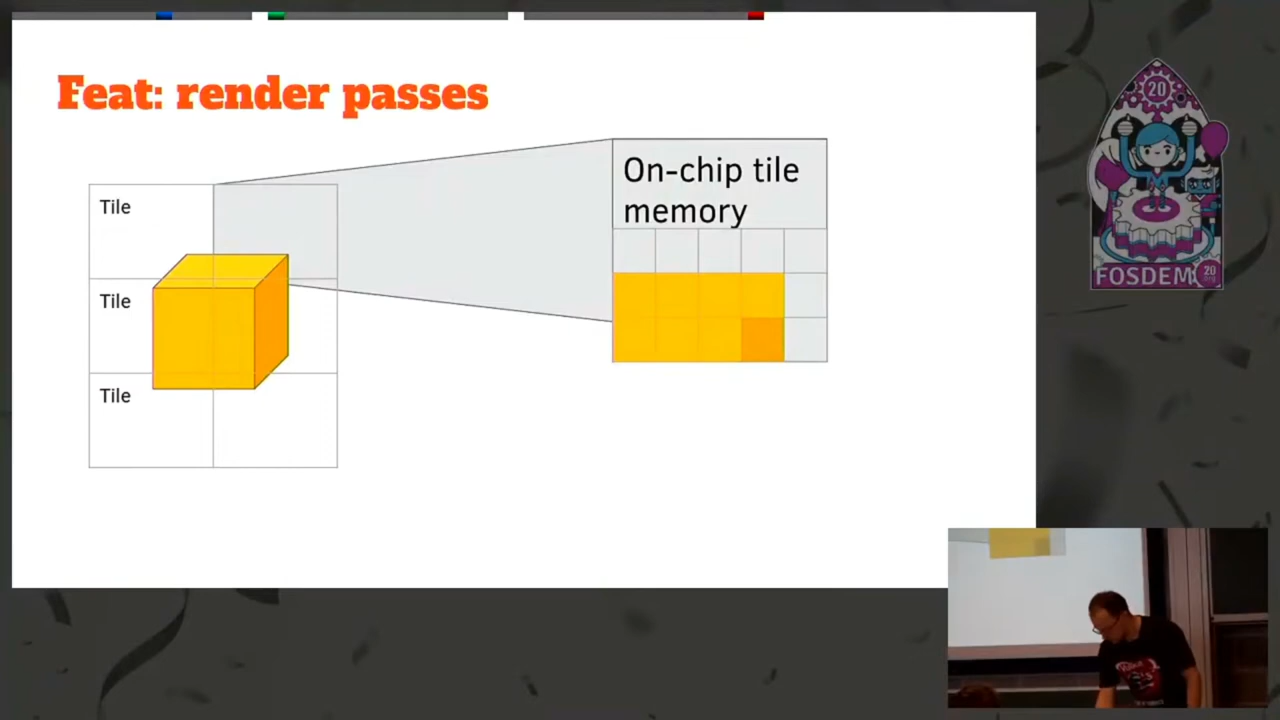 Feat: render passes
On-chip tile
memory
Tile
Tile
Tile
20
FOSDEM
20